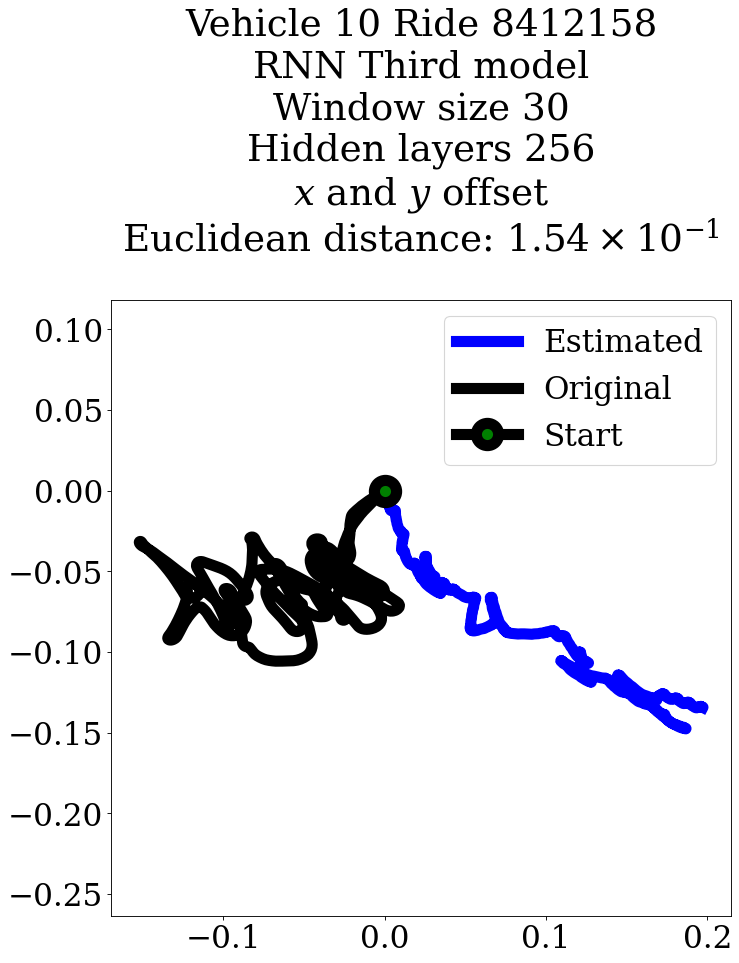 Vehicle 10 Ride 8412158
RNN Third model
Window size 30
Hidden layers 256
x and y offset
Euclidean distance: 1.54 × 10⁻¹
Estimated
Original
Start
0.10
0.05
0.00
−0.05
−0.10
−0.15
−0.20
−0.25
−0.1
0.0
0.1
0.2